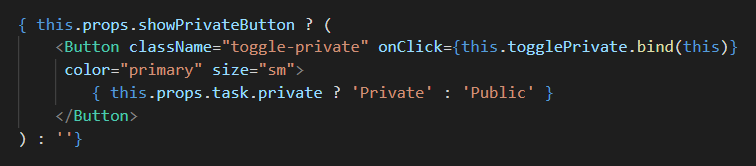 { this.props.showPrivateButton ? (
<Button className="toggle-private" onClick={this.togglePrivate.bind(this)}
color="primary" size="sm">
{ this.props.task.private ? 'Private' : 'Public' }
</Button>
) : ''}